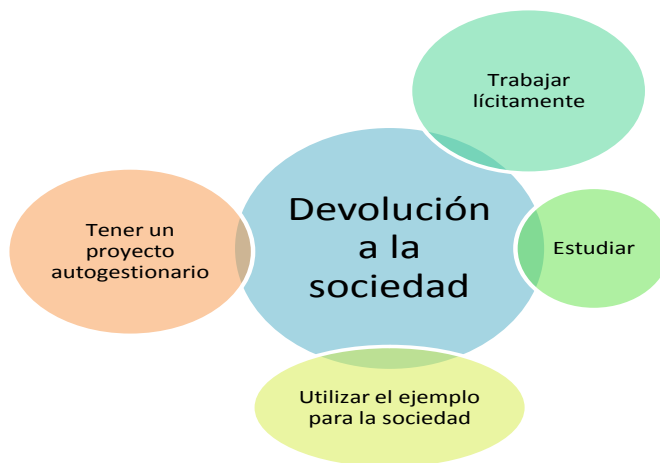 Trabajar
lícitamente
Devolución
a la
sociedad
Tener un
proyecto
autogestionario
Estudiar
Utilizar el ejemplo
para la sociedad